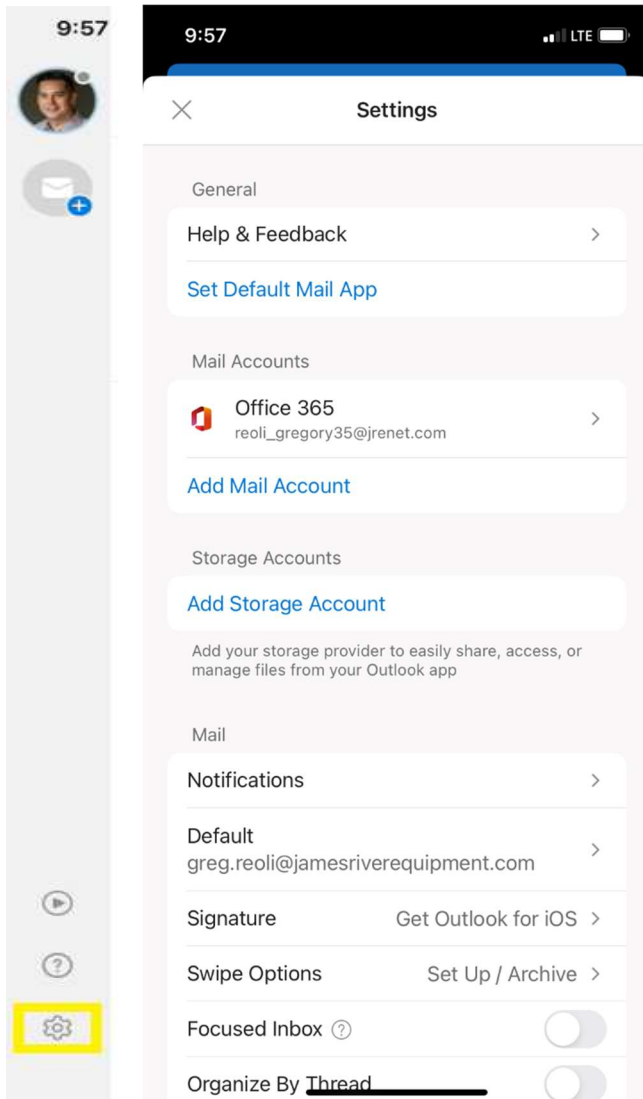 9:57
9:57
LTE
Settings
General
Help & Feedback
Set Default Mail App
Mail Accounts
Office 365
reoli_gregory35@jrenet.com
Add Mail Account
Storage Accounts
Add Storage Account
Add your storage provider to easily share, access, or
manage files from your Outlook app
Mail
Notifications
Default
greg.reoli@jamesriverequipment.com
Signature Get Outlook for iOS
Swipe Options Set Up / Archive
Focused Inbox ?
Organize By Thread